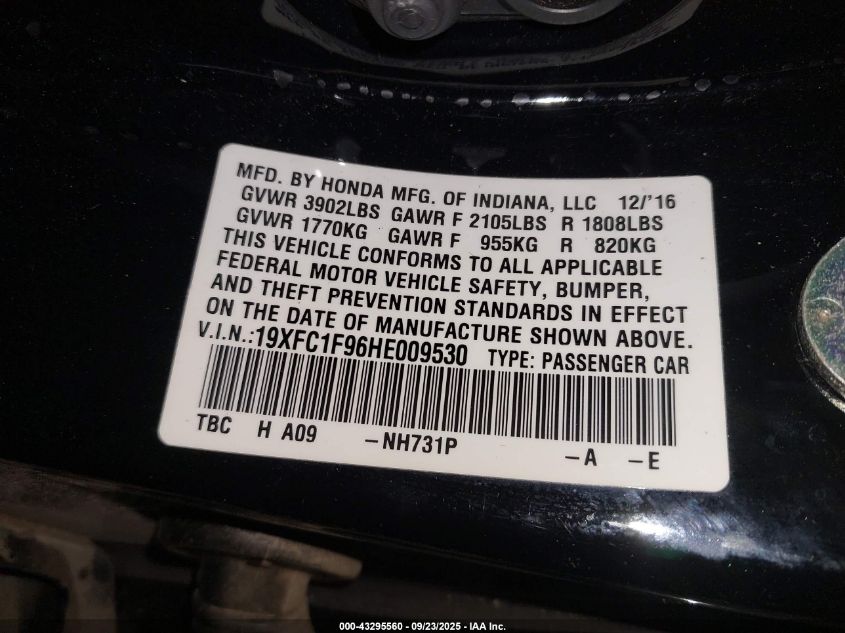 MFD. BY HONDA MFG. OF INDIANA, LLC 12/'16
GVWR 3902LBS GAWR F 2105LBS R 1808LBS
GVWR 1770KG GAWR F 955KG R 820KG
THIS VEHICLE CONFORMS TO ALL APPLICABLE
FEDERAL MOTOR VEHICLE SAFETY, BUMPER,
AND THEFT PREVENTION STANDARDS IN EFFECT
ON THE DATE OF MANUFACTURE SHOWN ABOVE.
V.I.N.:19XFC1F96HE009530 TYPE: PASSENGER CAR
TBC H A09 -NH731P -A -E
000-43295560 - 09/23/2025 - IAA Inc.